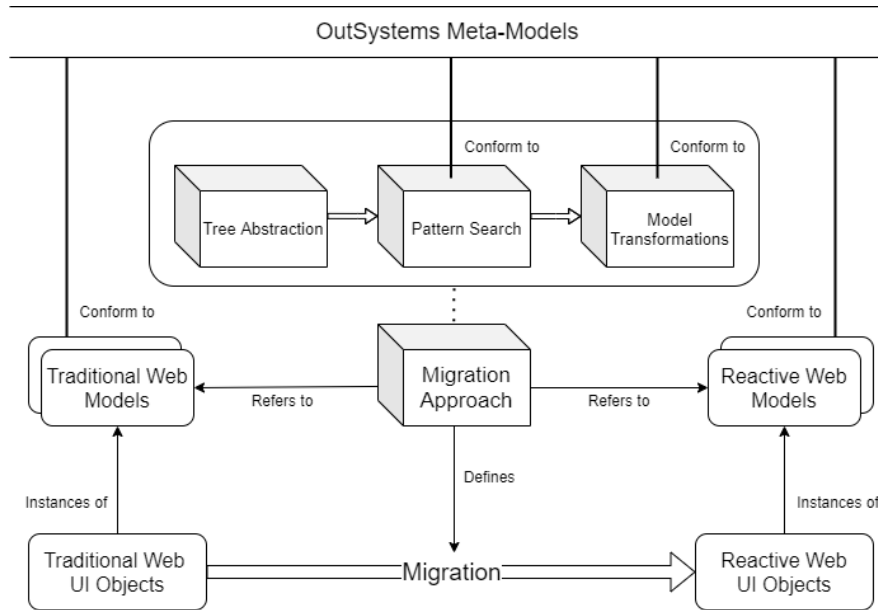 OutSystems Meta-Models
Conform to
Conform to
Tree Abstraction
Pattern Search
Model
Transformations
Conform to
Conform to
Traditional Web
Models
Refers to
Migration
Approach
Refers to
Reactive Web
Models
Instances of
Defines
Instances of
Traditional Web
UI Objects
Migration
Reactive Web
UI Objects